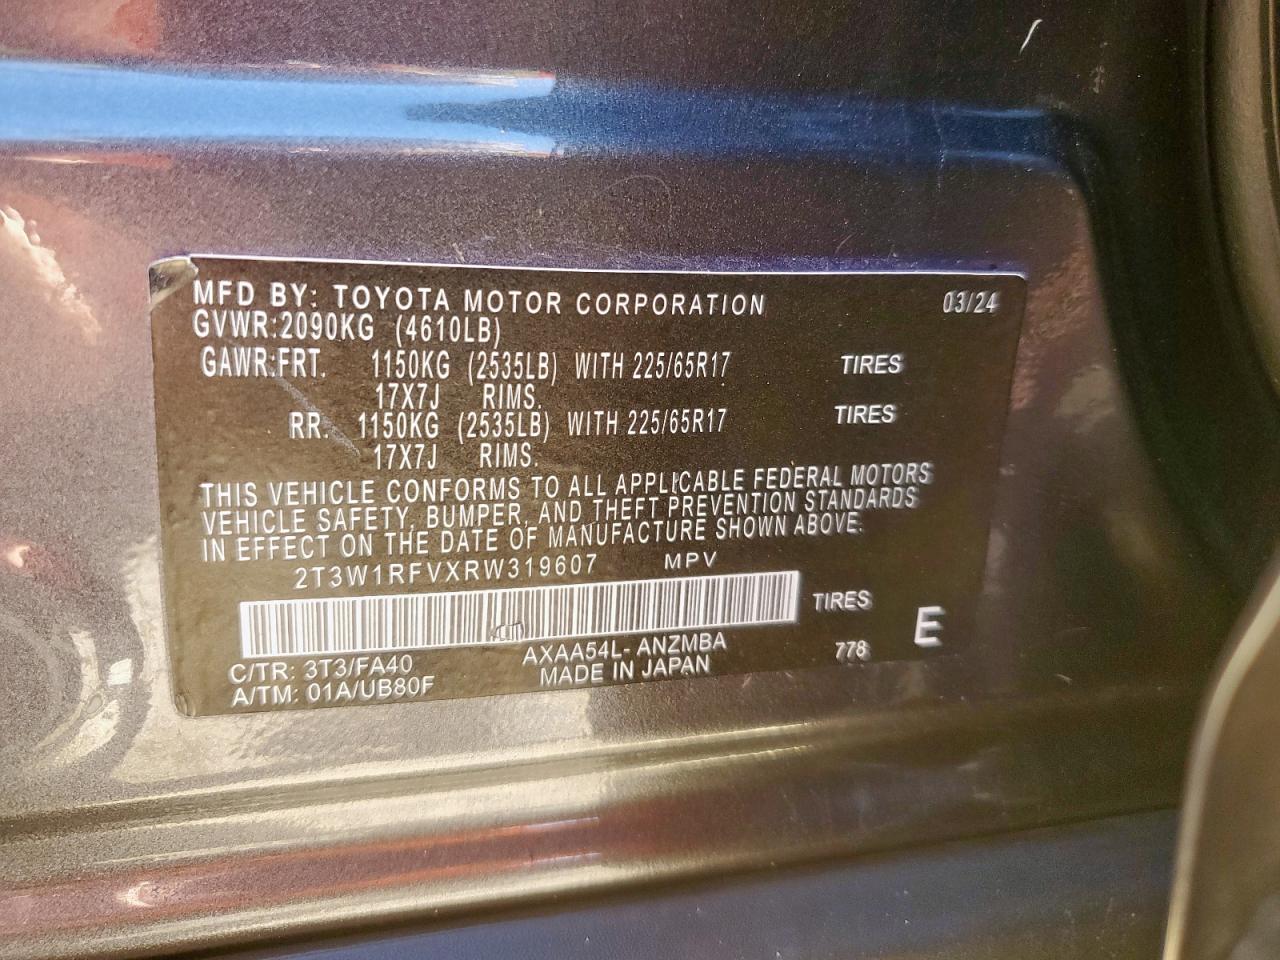 MFD BY: TOYOTA MOTOR CORPORATION 03/24
GVWR:2090KG (4610LB)
GAWR:FRT. 1150KG (2535LB) WITH 225/65R17 TIRES
17X7J RIMS.
RR. 1150KG (2535LB) WITH 225/65R17 TIRES
17X7J RIMS.
THIS VEHICLE CONFORMS TO ALL APPLICABLE FEDERAL MOTORS
VEHICLE SAFETY, BUMPER, AND THEFT PREVENTION STANDARDS
IN EFFECT ON THE DATE OF MANUFACTURE SHOWN ABOVE.
2T3W1RFVXRW319607 MPV
TIRES E
C/TR: 3T3/FA40 AXAA54L- ANZMBA 778
A/TM: 01A/UB80F MADE IN JAPAN